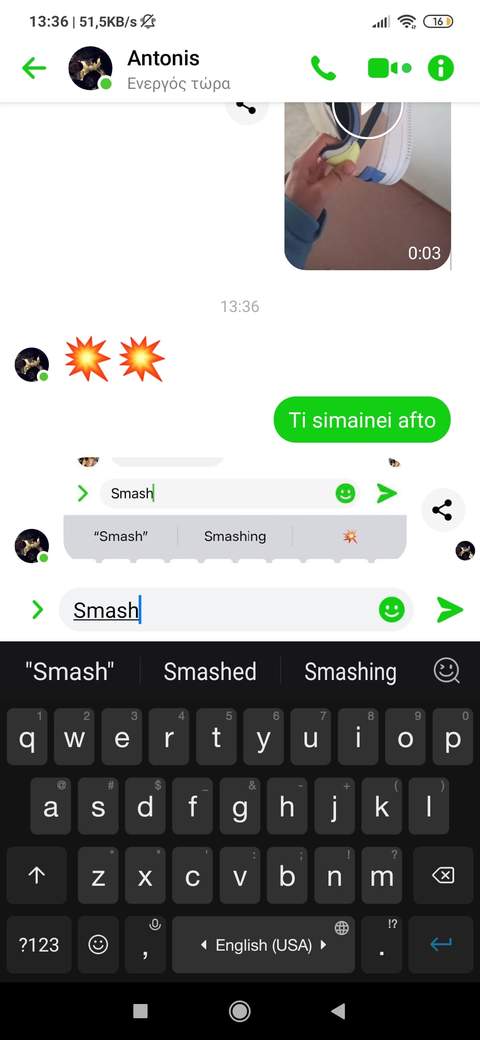 13:36 | 51,5KB/s
16
Antonis
Ενεργός τώρα
0:03
13:36
Ti simainei afto
Smash
“Smash”
Smashing
Smash
"Smash"
Smashed
Smashing
1 2 3 4 5 6 7 8 9 0
q w e r t y u i o p
@ # $ _ & - + ( )
a s d f g h j k l
* " ' : ; ! ?
z x c v b n m
!?
?123 , English (USA) .